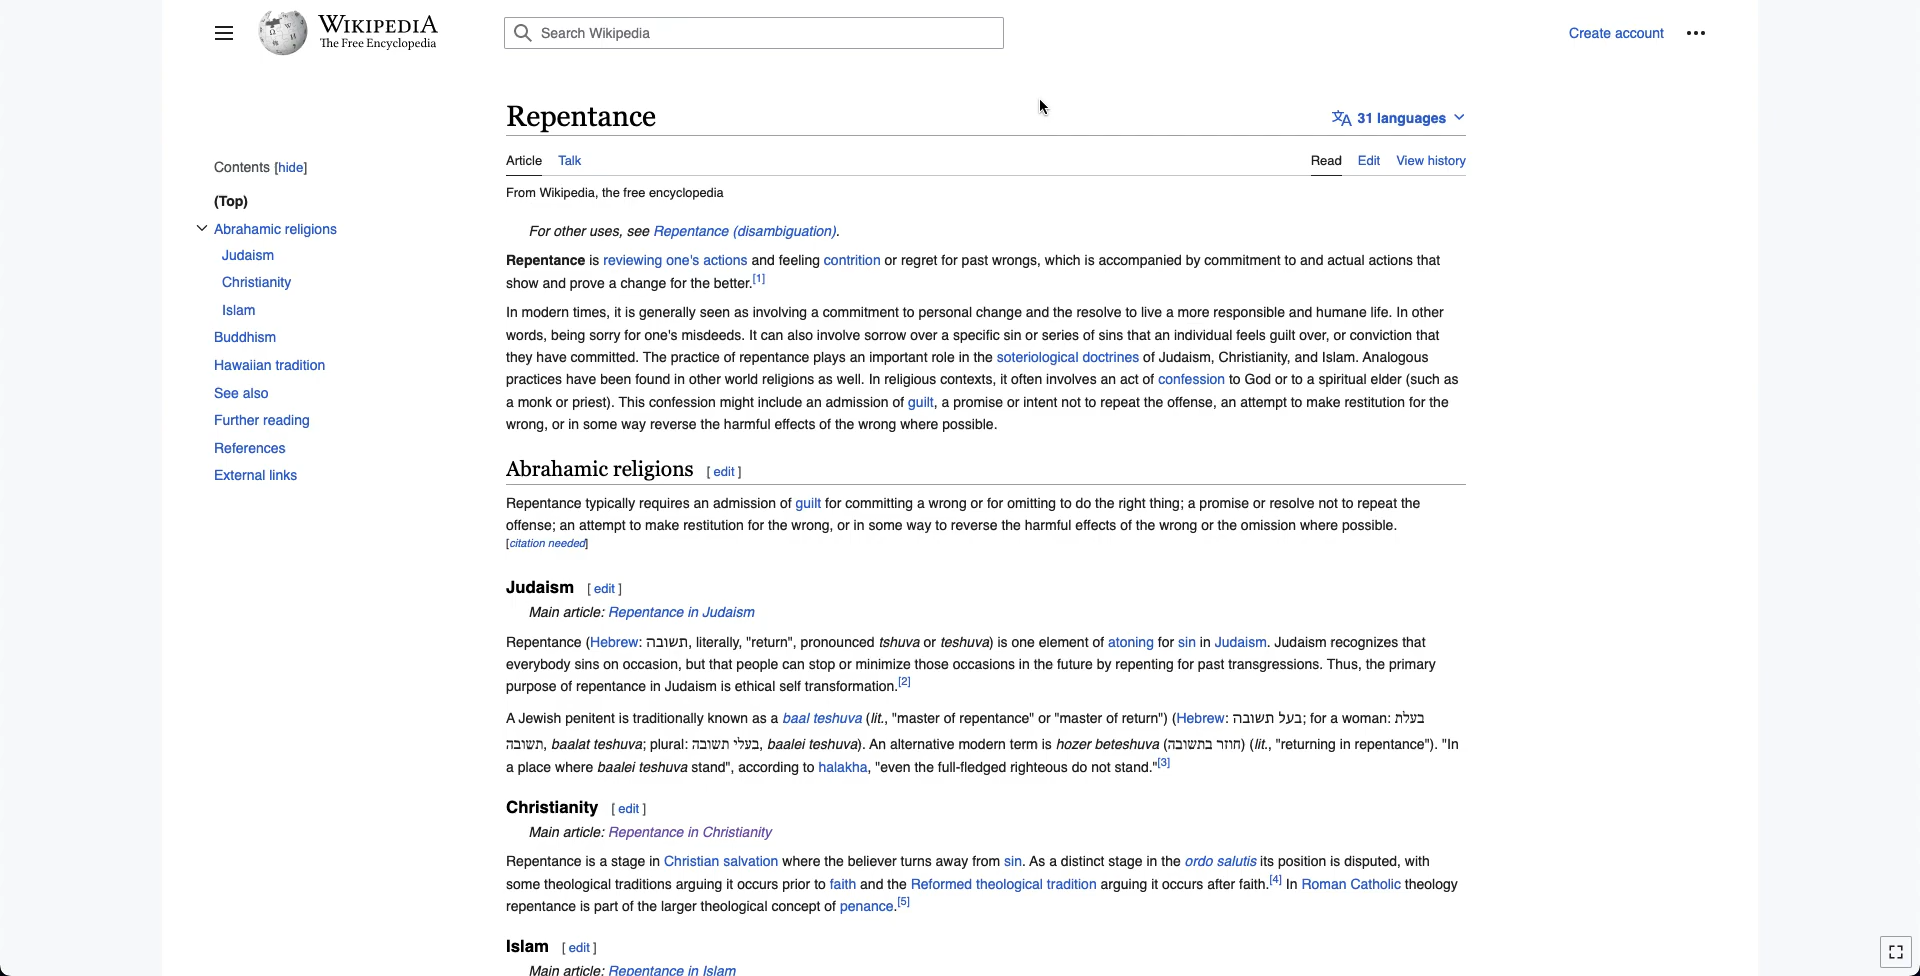 WIKIPEDIA
The Free Encyclopedia
Search Wikipedia
Create account
Repentance
31 languages
Article Talk
Read Edit View history
Contents [hide]
(Top)
Abrahamic religions
Judaism
Christianity
Islam
Buddhism
Hawaiian tradition
See also
Further reading
References
External links
From Wikipedia, the free encyclopedia
For other uses, see Repentance (disambiguation).
Repentance is reviewing one's actions and feeling contrition or regret for past wrongs, which is accompanied by commitment to and actual actions that
show and prove a change for the better.[1]
In modern times, it is generally seen as involving a commitment to personal change and the resolve to live a more responsible and humane life. In other
words, being sorry for one's misdeeds. It can also involve sorrow over a specific sin or series of sins that an individual feels guilt over, or conviction that
they have committed. The practice of repentance plays an important role in the soteriological doctrines of Judaism, Christianity, and Islam. Analogous
practices have been found in other world religions as well. In religious contexts, it often involves an act of confession to God or to a spiritual elder (such as
a monk or priest). This confession might include an admission of guilt, a promise or intent not to repeat the offense, an attempt to make restitution for the
wrong, or in some way reverse the harmful effects of the wrong where possible.
Abrahamic religions [ edit ]
Repentance typically requires an admission of guilt for committing a wrong or for omitting to do the right thing; a promise or resolve not to repeat the
offense; an attempt to make restitution for the wrong, or in some way to reverse the harmful effects of the wrong or the omission where possible.
[citation needed]
Judaism [ edit ]
Main article: Repentance in Judaism
Repentance (Hebrew: תשובה, literally, "return", pronounced tshuva or teshuva) is one element of atoning for sin in Judaism. Judaism recognizes that
everybody sins on occasion, but that people can stop or minimize those occasions in the future by repenting for past transgressions. Thus, the primary
purpose of repentance in Judaism is ethical self transformation.[2]
A Jewish penitent is traditionally known as a baal teshuva (lit., "master of repentance" or "master of return") (Hebrew: בעל תשובה; for a woman: בעלת
תשובה, baalat teshuva; plural: בעלי תשובה, baalei teshuva). An alternative modern term is hozer beteshuva (חוזר בתשובה) (lit., "returning in repentance"). "In
a place where baalei teshuva stand", according to halakha, "even the full-fledged righteous do not stand."[3]
Christianity [ edit ]
Main article: Repentance in Christianity
Repentance is a stage in Christian salvation where the believer turns away from sin. As a distinct stage in the ordo salutis its position is disputed, with
some theological traditions arguing it occurs prior to faith and the Reformed theological tradition arguing it occurs after faith.[4] In Roman Catholic theology
repentance is part of the larger theological concept of penance.[5]
Islam [ edit ]
Main article: Repentance in Islam